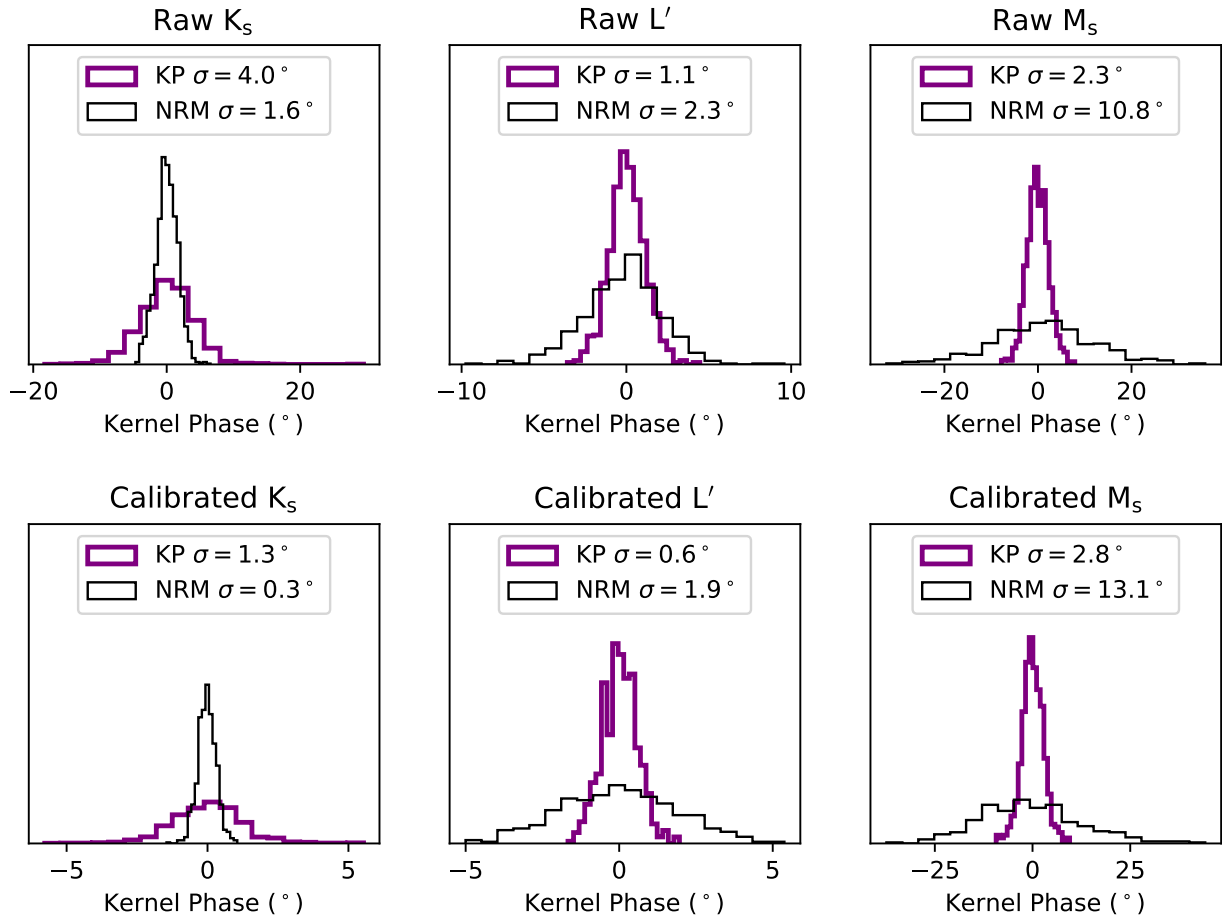 Raw Kₛ
KP σ = 4.0°
NRM σ = 1.6°
−20 0 20
Kernel Phase (°)
Raw L′
KP σ = 1.1°
NRM σ = 2.3°
−10 0 10
Kernel Phase (°)
Raw Mₛ
KP σ = 2.3°
NRM σ = 10.8°
−20 0 20
Kernel Phase (°)
Calibrated Kₛ
KP σ = 1.3°
NRM σ = 0.3°
−5 0 5
Kernel Phase (°)
Calibrated L′
KP σ = 0.6°
NRM σ = 1.9°
−5 0 5
Kernel Phase (°)
Calibrated Mₛ
KP σ = 2.8°
NRM σ = 13.1°
−25 0 25
Kernel Phase (°)